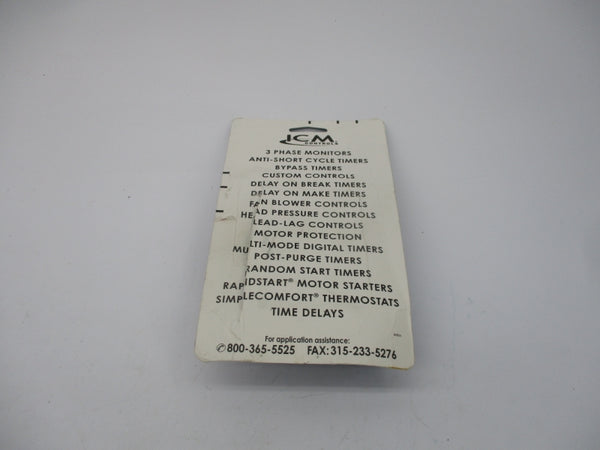 ICM
CONTROLS
3 PHASE MONITORS
ANTI-SHORT CYCLE TIMERS
BYPASS TIMERS
CUSTOM CONTROLS
DELAY ON BREAK TIMERS
DELAY ON MAKE TIMERS
FAN BLOWER CONTROLS
HEAD PRESSURE CONTROLS
LEAD-LAG CONTROLS
MOTOR PROTECTION
MULTI-MODE DIGITAL TIMERS
POST-PURGE TIMERS
RANDOM START TIMERS
RAPIDSTART® MOTOR STARTERS
SIMPLECOMFORT® THERMOSTATS
TIME DELAYS
For application assistance:
✆800-365-5525 FAX:315-233-5276